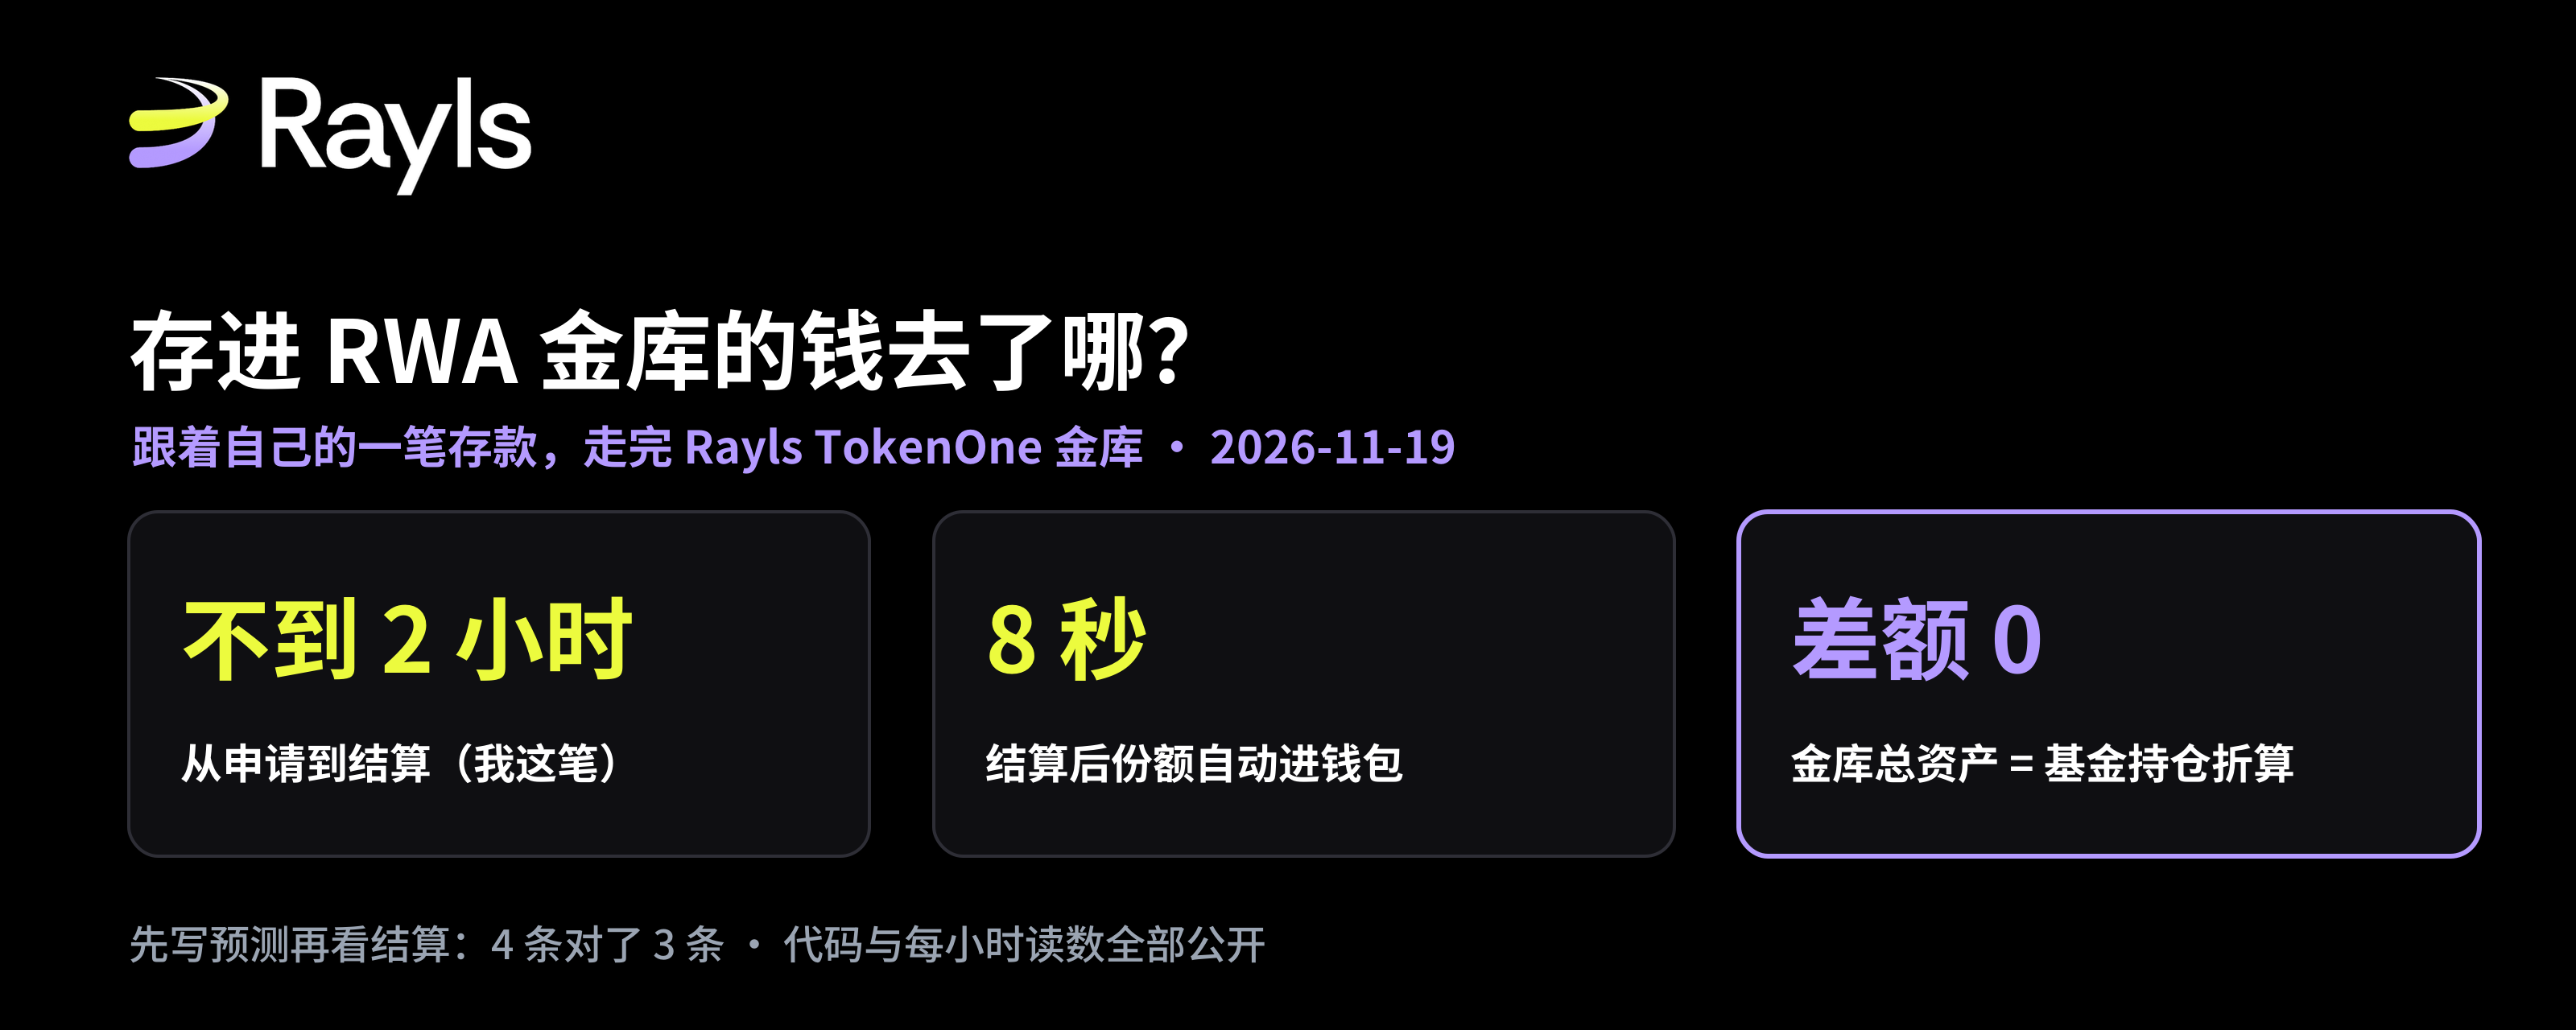 Rayls
存进 RWA 金库的钱去了哪？
跟着自己的一笔存款，走完 Rayls TokenOne 金库 · 2026-11-19
不到 2 小时
从申请到结算（我这笔）
8 秒
结算后份额自动进钱包
差额 0
金库总资产 = 基金持仓折算
先写预测再看结算：4 条对了 3 条 · 代码与每小时读数全部公开